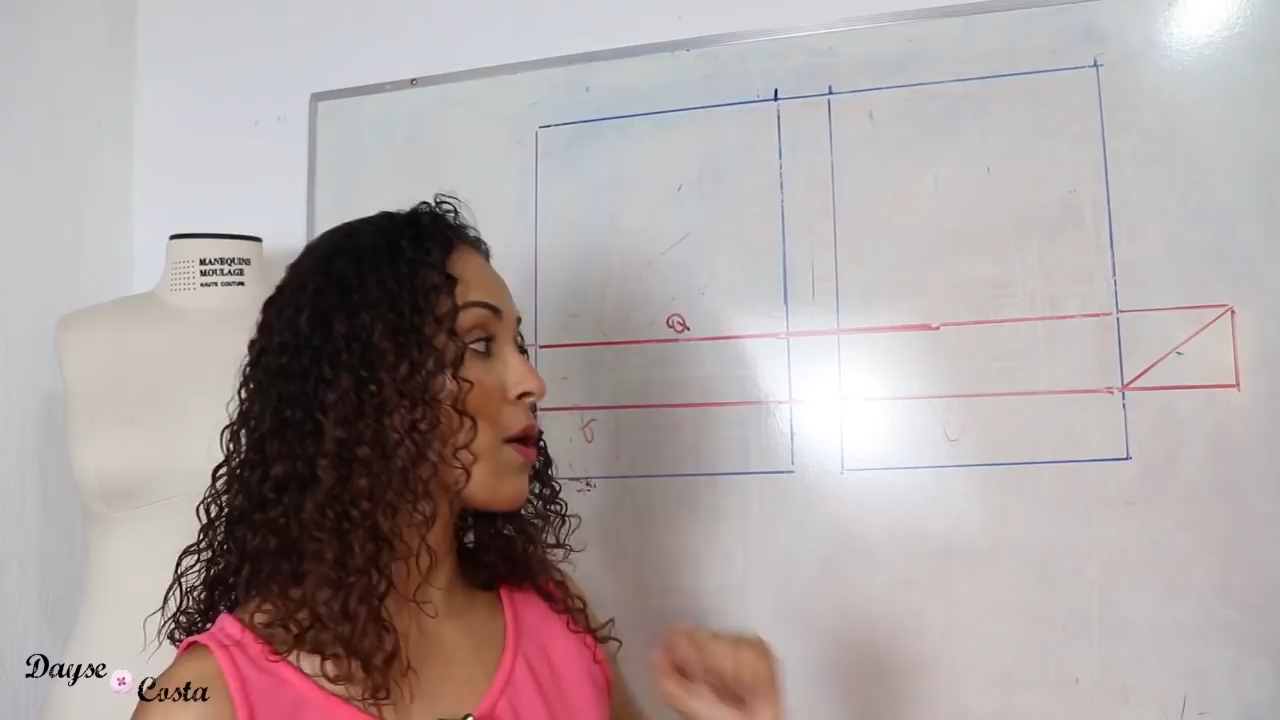 MANEQUINS
MOULAGE
HAUTE COUTURE
Q
Dayse
Costa